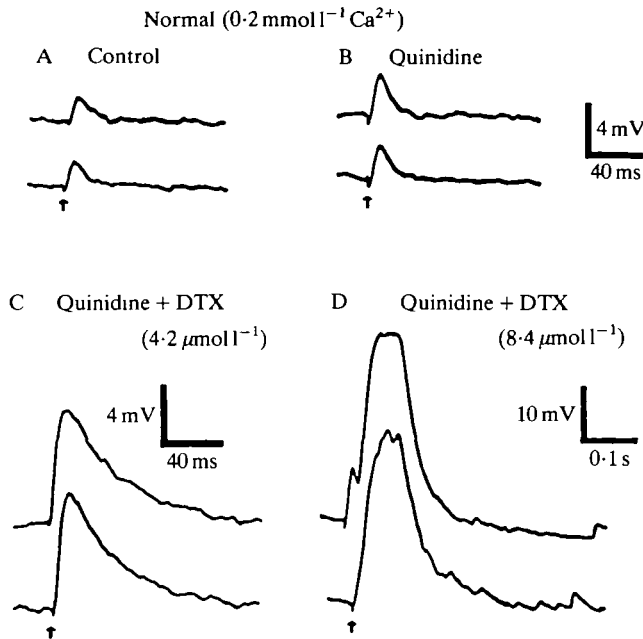 Normal (0·2 mmol l⁻¹ Ca²⁺)
A Control
B Quinidine
4 mV
40 ms
C Quinidine + DTX
(4·2 μmol l⁻¹)
D Quinidine + DTX
(8·4 μmol l⁻¹)
4 mV
40 ms
10 mV
0·1 s